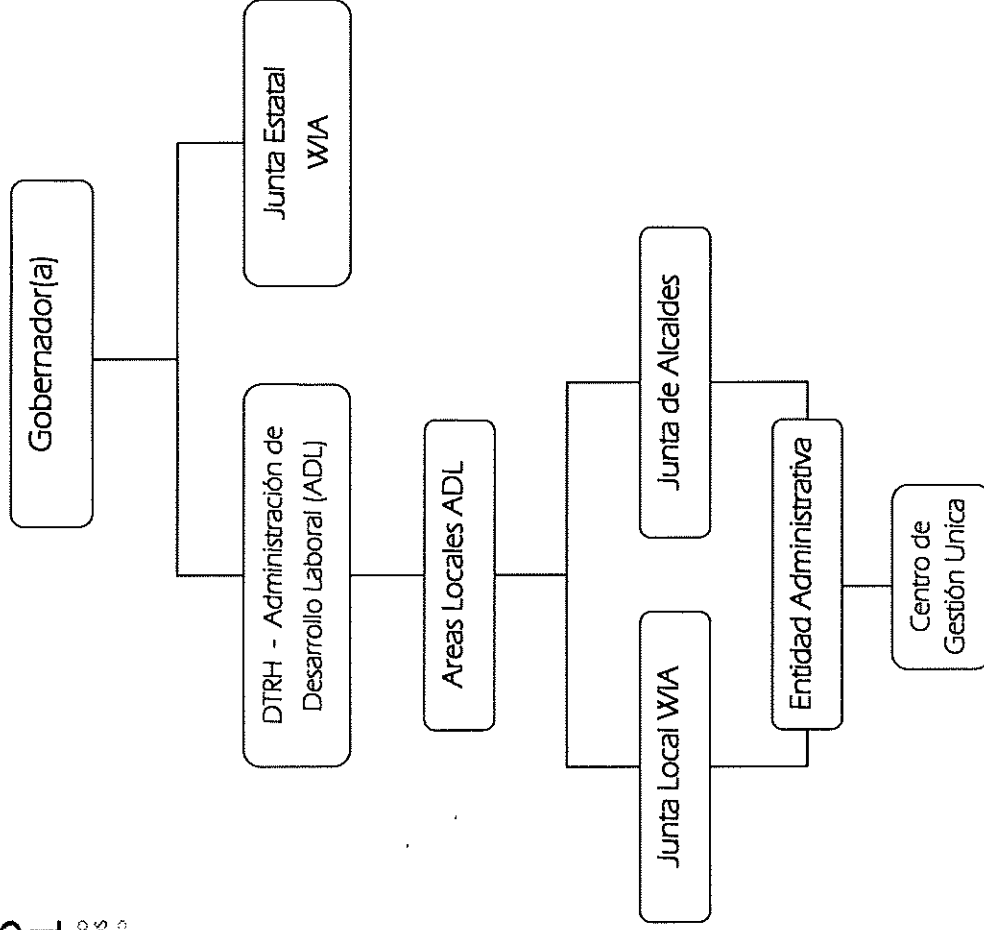 Gobernador(a)
Junta Estatal
WIA
DTRH - Administración de
Desarrollo Laboral (ADL)
Areas Locales ADL
Junta Local WIA
Junta de Alcaldes
Entidad Administrativa
Centro de
Gestión Unica